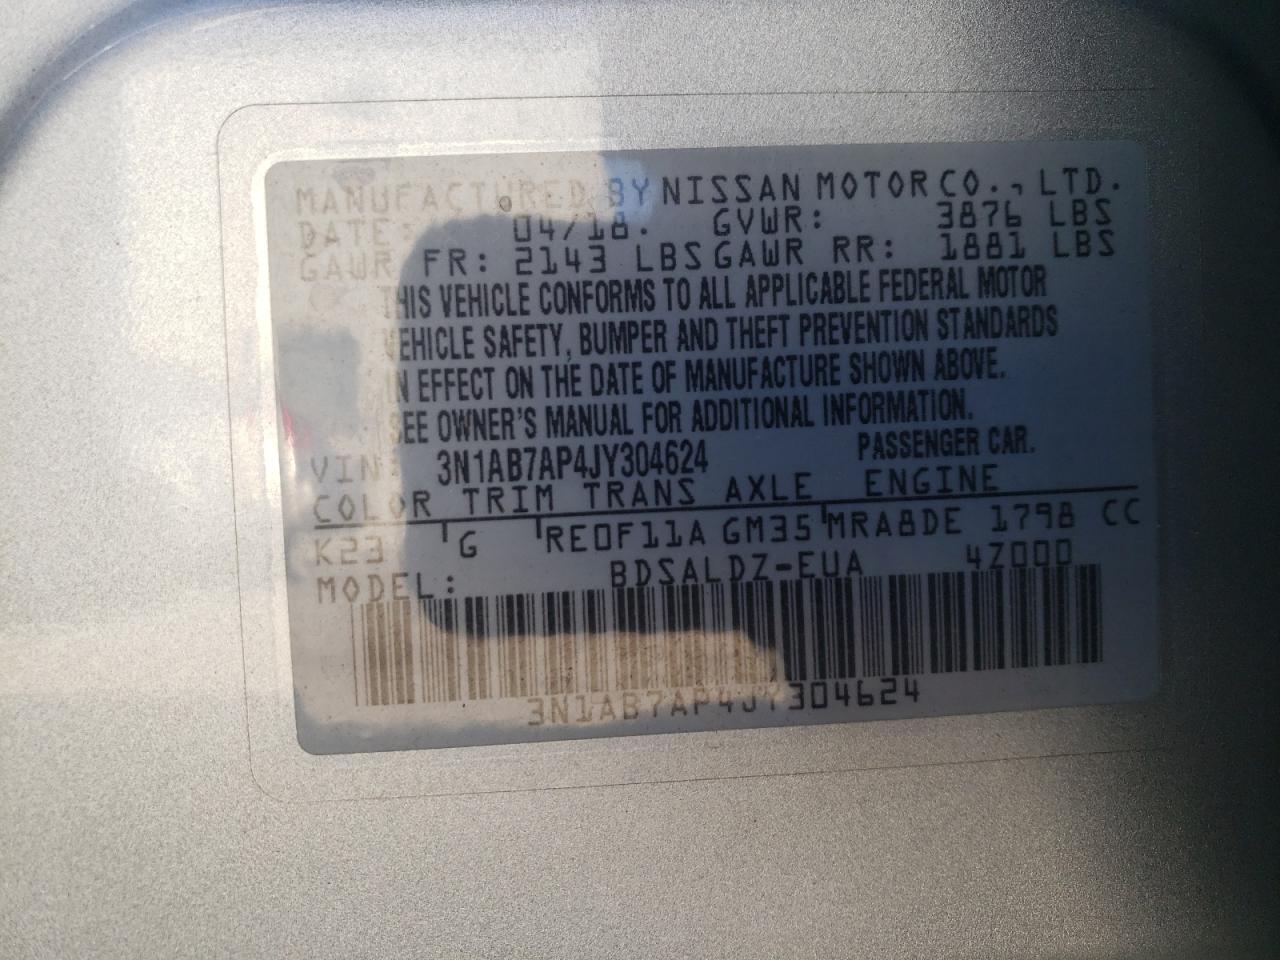 MANUFACTURED BY NISSAN MOTOR CO., LTD.
DATE: 04/18. GVWR: 3876 LBS
GAWR FR: 2143 LBS GAWR RR: 1881 LBS
THIS VEHICLE CONFORMS TO ALL APPLICABLE FEDERAL MOTOR
VEHICLE SAFETY, BUMPER AND THEFT PREVENTION STANDARDS
IN EFFECT ON THE DATE OF MANUFACTURE SHOWN ABOVE.
SEE OWNER'S MANUAL FOR ADDITIONAL INFORMATION.
VIN: 3N1AB7AP4JY304624 PASSENGER CAR.
COLOR TRIM TRANS AXLE ENGINE
K23 G RE0F11A GM35 MRA8DE 1798 CC
MODEL: BDSALDZ-EUA 4Z000
3N1AB7AP4JY304624